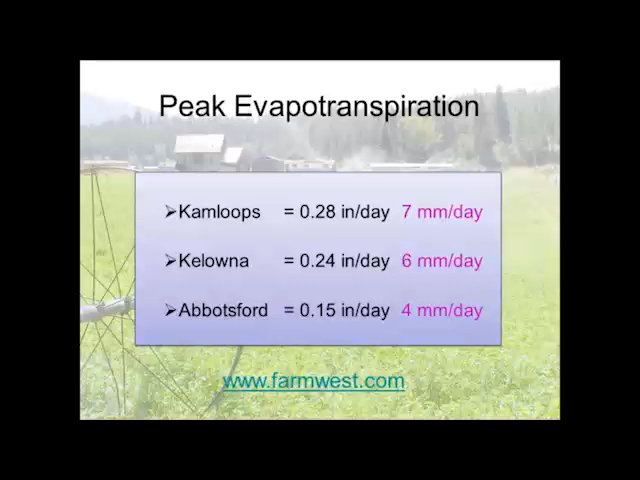 Peak Evapotranspiration
➢Kamloops = 0.28 in/day 7 mm/day
➢Kelowna = 0.24 in/day 6 mm/day
➢Abbotsford = 0.15 in/day 4 mm/day
www.farmwest.com